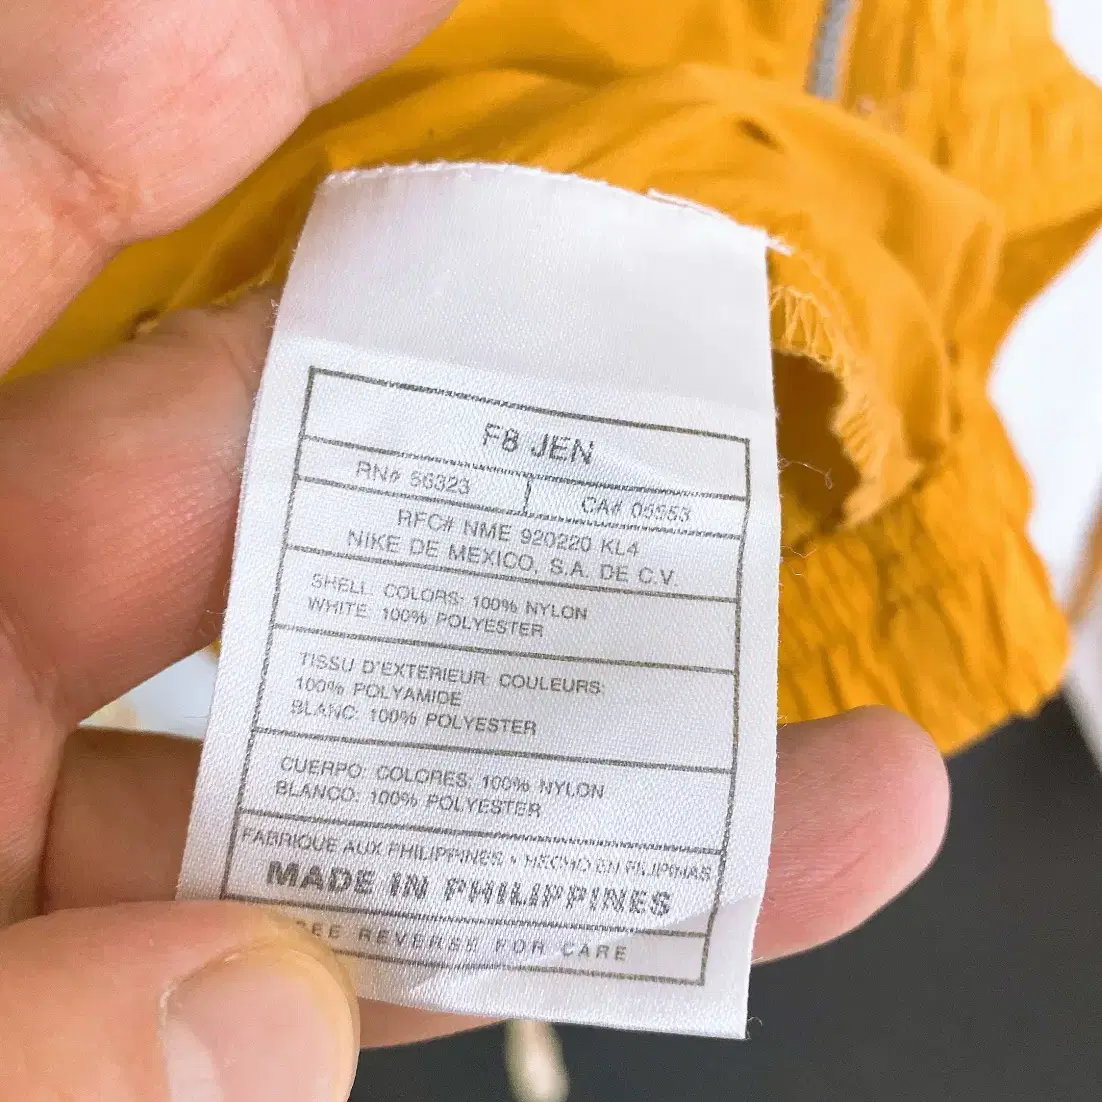 F8 JEN
RN# 56323
CA# 05553
RFC# NME 920220 KL4
NIKE DE MEXICO, S.A. DE C.V.
SHELL: COLORS: 100% NYLON
WHITE: 100% POLYESTER
TISSU D'EXTERIEUR: COULEURS:
100% POLYAMIDE
BLANC: 100% POLYESTER
CUERPO: COLORES: 100% NYLON
BLANCO: 100% POLYESTER
FABRIQUE AUX PHILIPPINES • HECHO EN FILIPINAS
MADE IN PHILIPPINES
SEE REVERSE FOR CARE